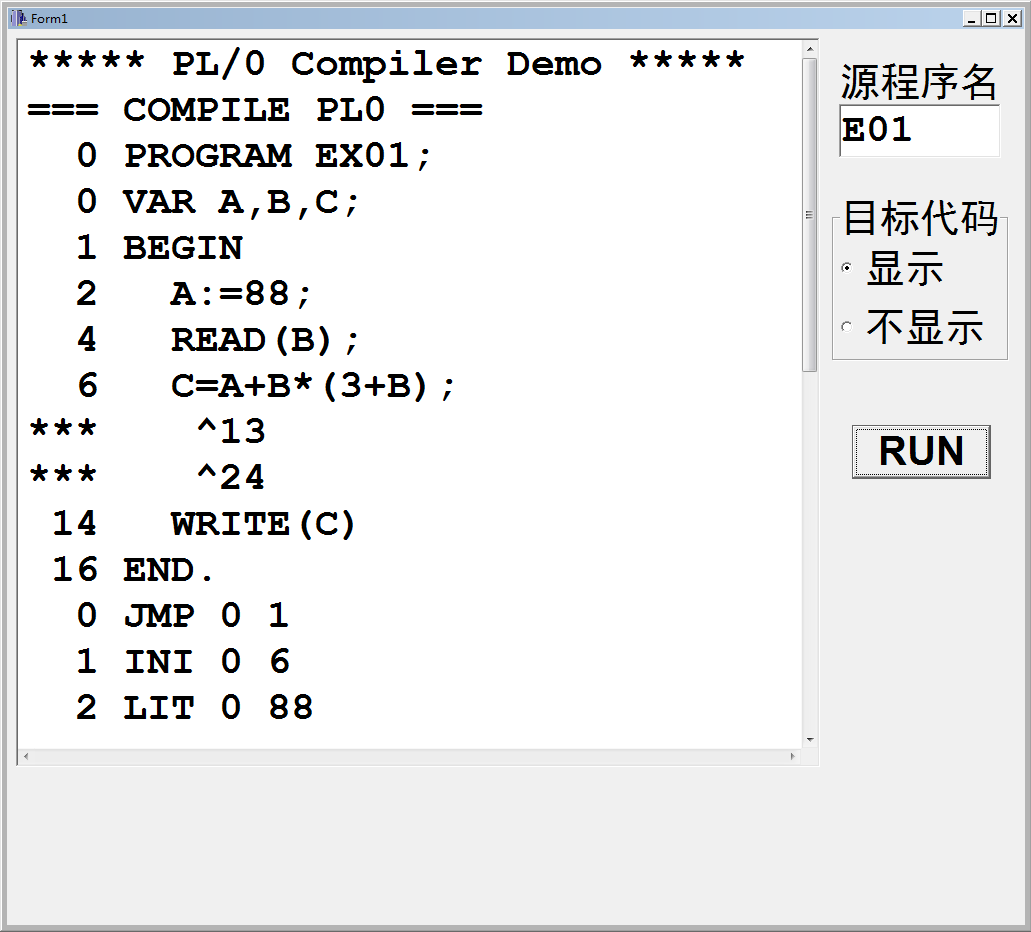 Form1
***** PL/0 Compiler Demo *****
=== COMPILE PL0 ===
0 PROGRAM EX01;
0 VAR A,B,C;
1 BEGIN
2 A:=88;
4 READ(B);
6 C=A+B*(3+B);
*** ^13
*** ^24
14 WRITE(C)
16 END.
0 JMP 0 1
1 INI 0 6
2 LIT 0 88
源程序名
E01
目标代码
显示
不显示
RUN